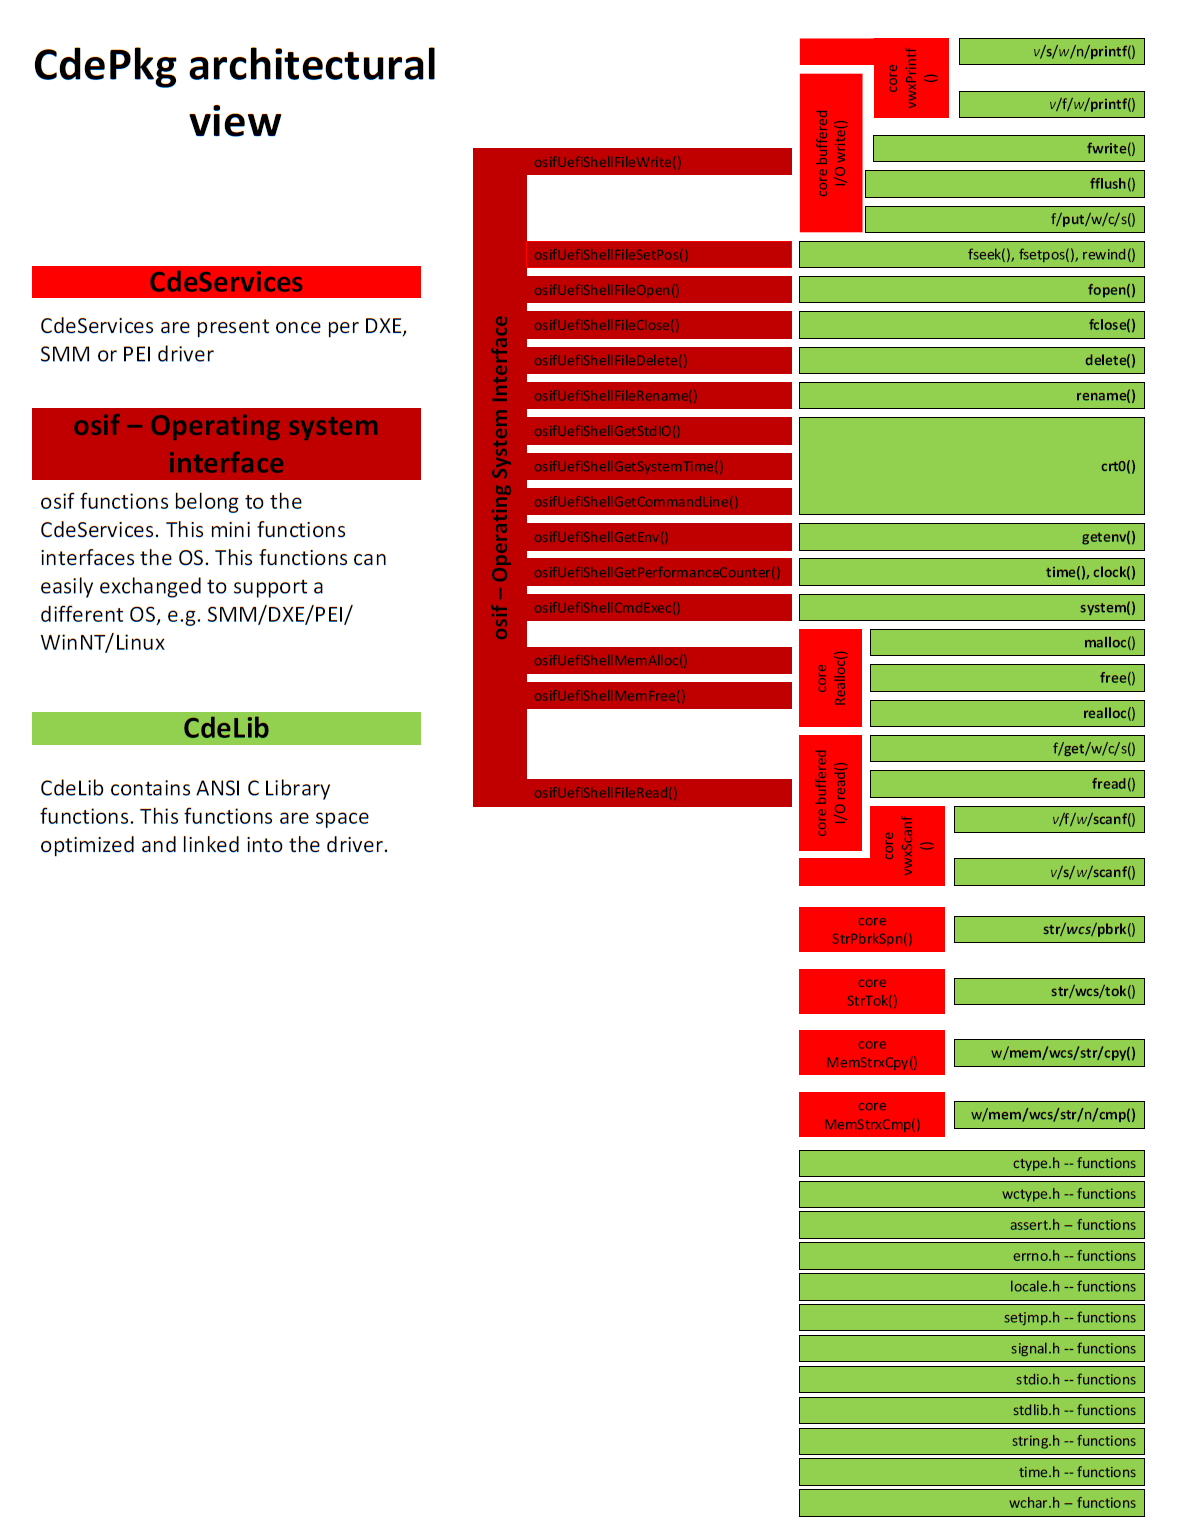 CdePkg architectural
view
CdeServices
CdeServices are present once per DXE,
SMM or PEI driver
osif – Operating system
interface
osif functions belong to the
CdeServices. This mini functions
interfaces the OS. This functions can
easily exchanged to support a
different OS, e.g. SMM/DXE/PEI/
WinNT/Linux
CdeLib
CdeLib contains ANSI C Library
functions. This functions are space
optimized and linked into the driver.
osif – Operating System Interface
osifUefiShellFileWrite()
osifUefiShellFileSetPos()
osifUefiShellFileOpen()
osifUefiShellFileClose()
osifUefiShellFileDelete()
osifUefiShellFileRename()
osifUefiShellGetStdIO()
osifUefiShellGetSystemTime()
osifUefiShellGetCommandLine()
osifUefiShellGetEnv()
osifUefiShellGetPerformanceCounter()
osifUefiShellCmdExec()
osifUefiShellMemAlloc()
osifUefiShellMemFree()
osifUefiShellFileRead()
core
vwxPrintf
()
core buffered
I/O write()
v/s/w/n/printf()
v/f/w/printf()
fwrite()
fflush()
f/put/w/c/s()
fseek(), fsetpos(), rewind()
fopen()
fclose()
delete()
rename()
crt0()
getenv()
time(), clock()
system()
core
Realloc()
malloc()
free()
realloc()
core buffered
I/O read()
f/get/w/c/s()
fread()
core
vwxScanf
()
v/f/w/scanf()
v/s/w/scanf()
core
StrPbrkSpn()
str/wcs/pbrk()
core
StrTok()
str/wcs/tok()
core
MemStrxCpy()
w/mem/wcs/str/cpy()
core
MemStrxCmp()
w/mem/wcs/str/n/cmp()
ctype.h -- functions
wctype.h -- functions
assert.h – functions
errno.h -- functions
locale.h -- functions
setjmp.h -- functions
signal.h -- functions
stdio.h -- functions
stdlib.h -- functions
string.h -- functions
time.h -- functions
wchar.h – functions